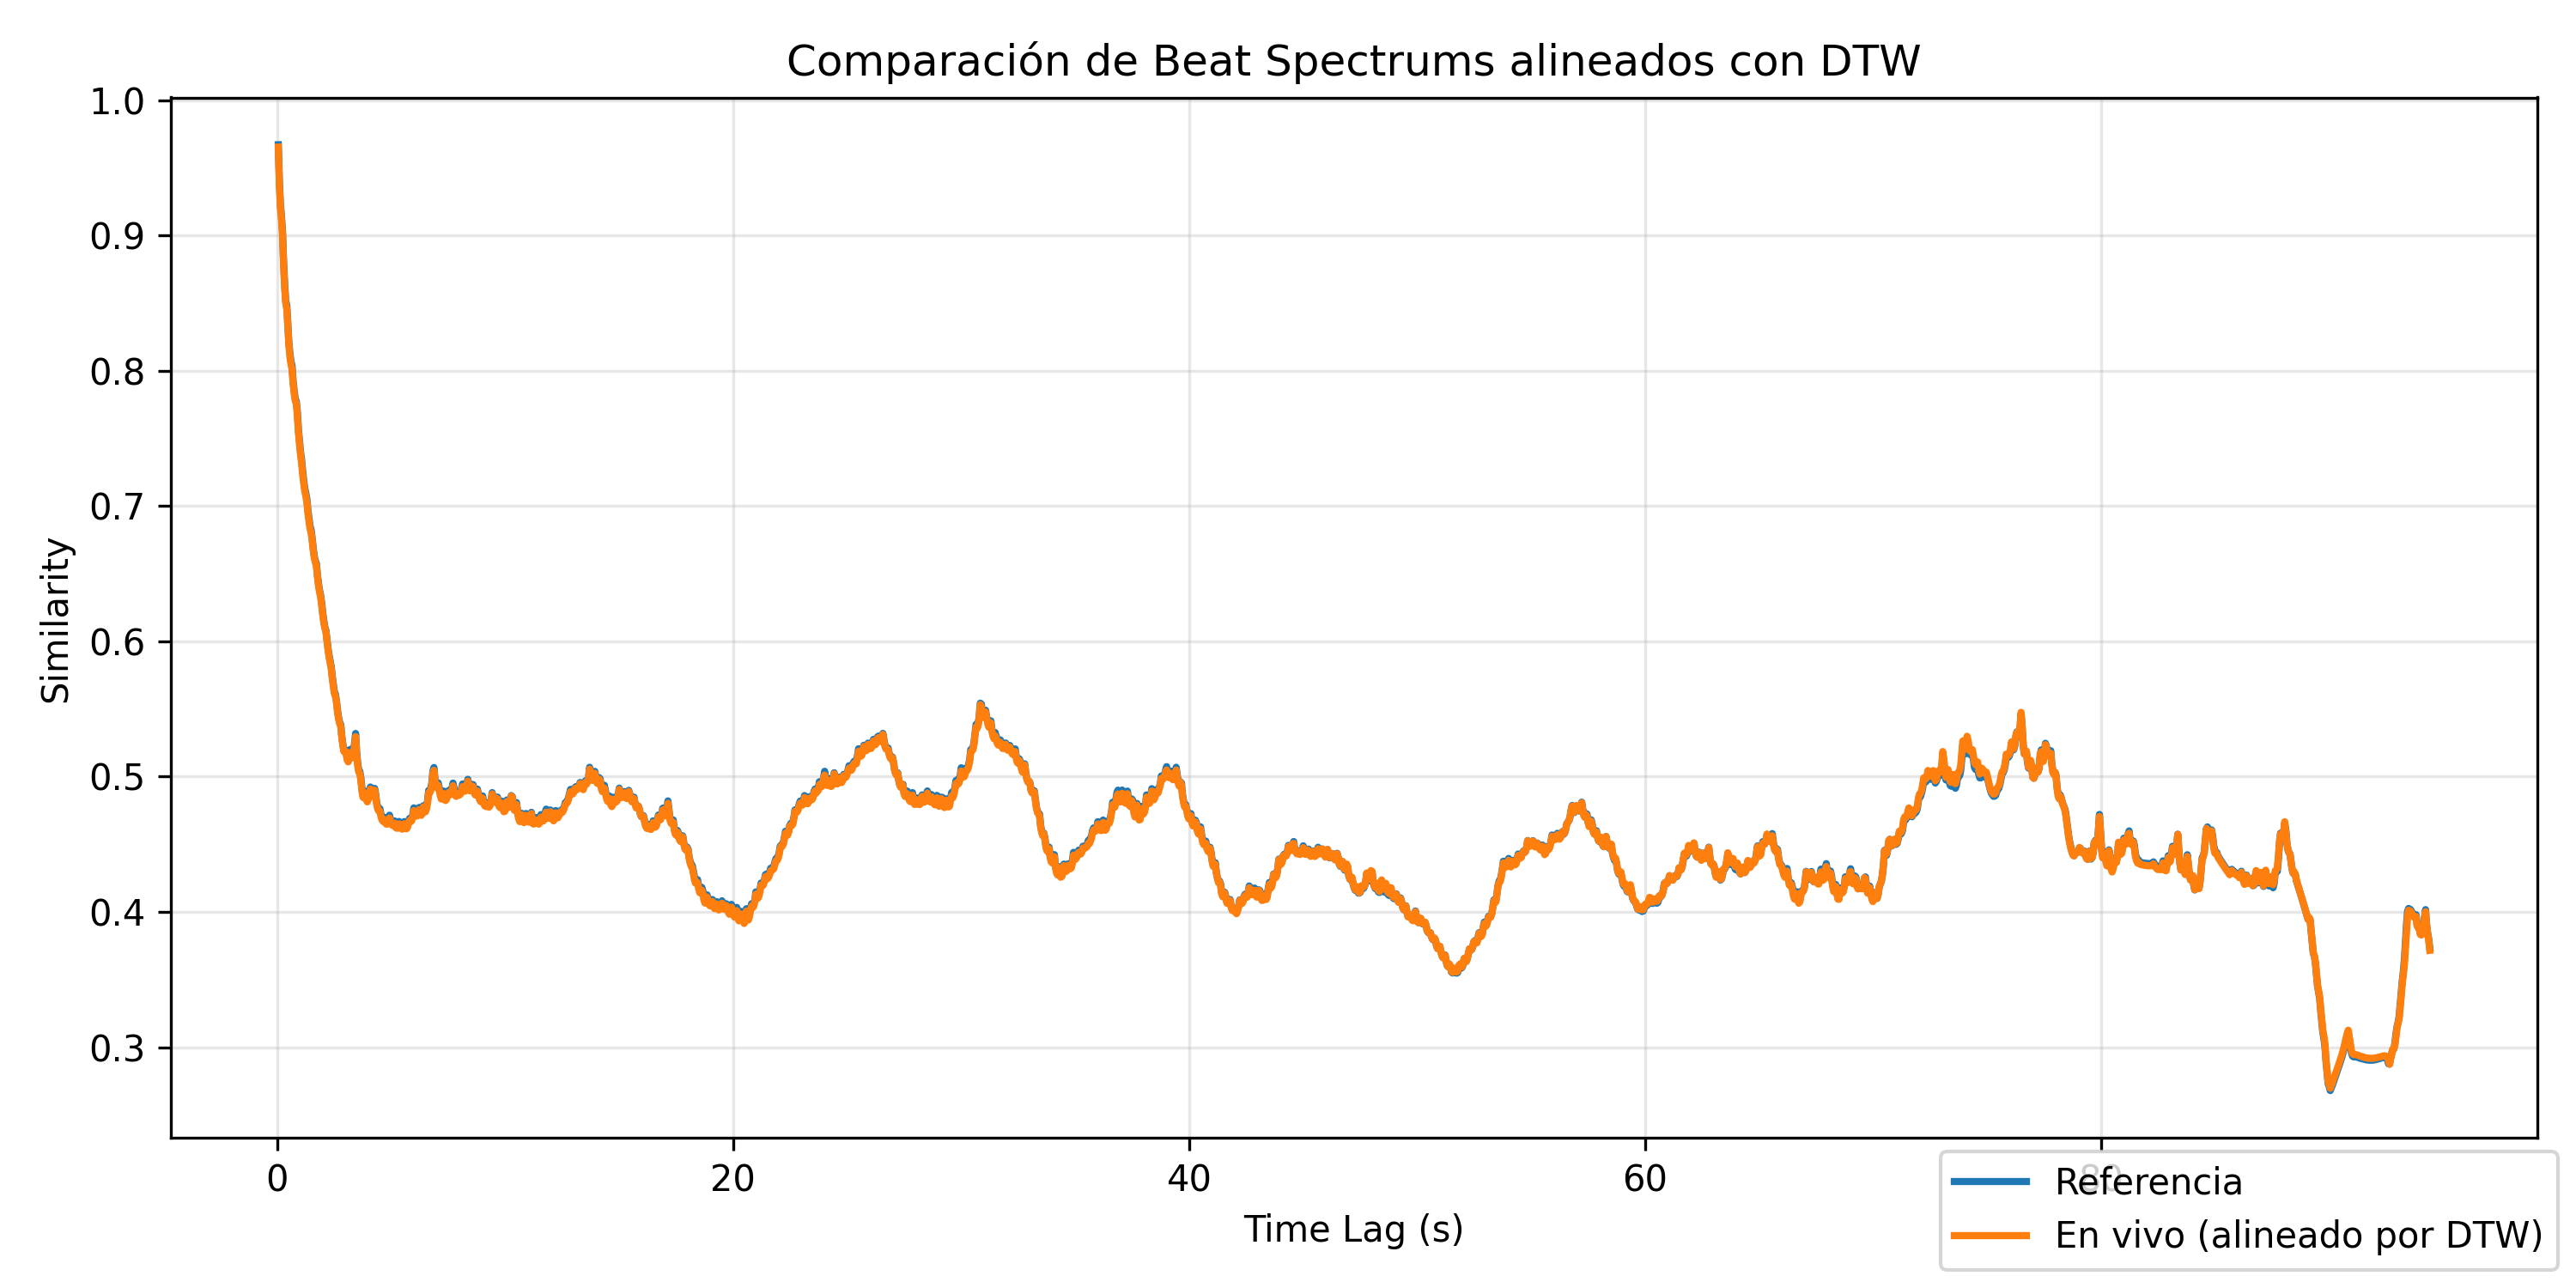 Comparación de Beat Spectrums alineados con DTW
1.0
0.9
0.8
0.7
0.6
0.5
0.4
0.3
Similarity
0 20 40 60 80
Time Lag (s)
Referencia
En vivo (alineado por DTW)